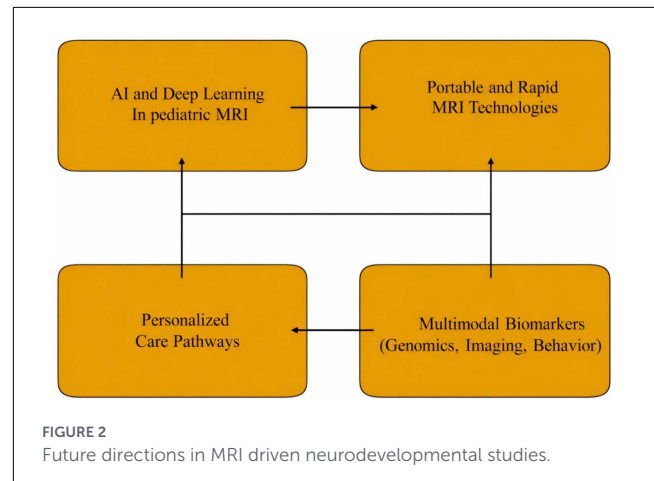 AI and Deep Learning
In pediatric MRI
Portable and Rapid
MRI Technologies
Personalized
Care Pathways
Multimodal Biomarkers
(Genomics, Imaging, Behavior)
FIGURE 2
Future directions in MRI driven neurodevelopmental studies.